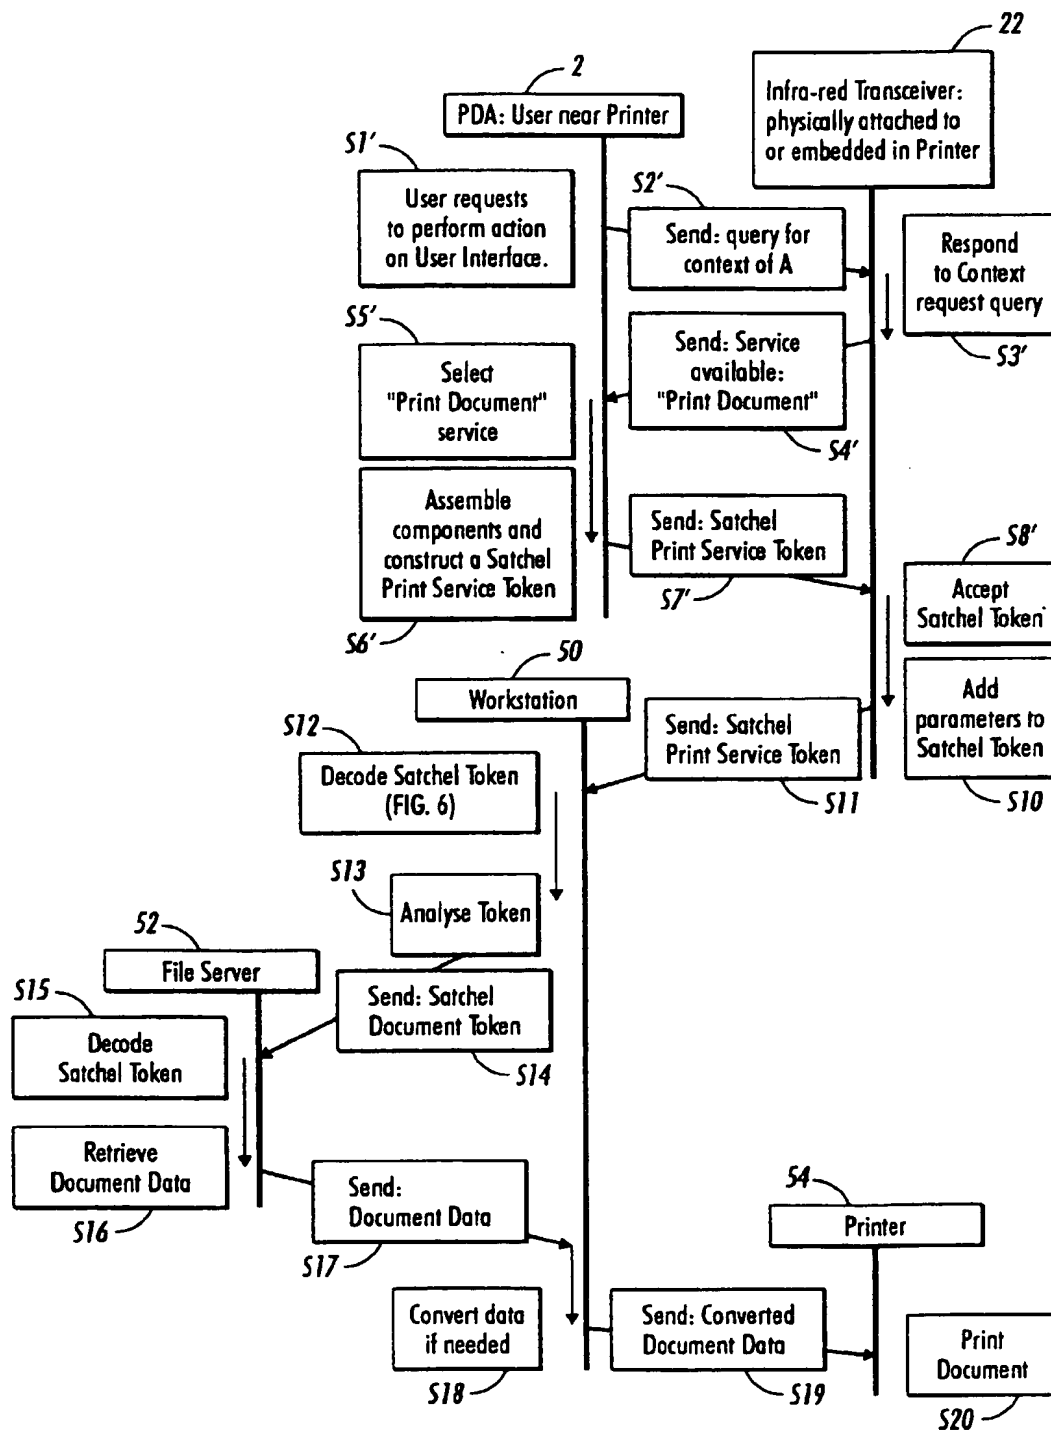 22
2
Infra-red Transceiver:
physically attached to
or embedded in Printer
PDA: User near Printer
S1'
User requests
to perform action
on User Interface.
S2'
Send: query for
context of A
Respond
to Context
request query
S3'
S5'
Select
"Print Document"
service
Send: Service
available:
"Print Document"
S4'
Assemble
components and
construct a Satchel
Print Service Token
S6'
Send: Satchel
Print Service Token
S7'
S8'
Accept
Satchel Token
50
Workstation
Add
parameters to
Satchel Token
S10
S12
Send: Satchel
Print Service Token
S11
Decode Satchel Token
(FIG. 6)
S13
Analyse Token
52
File Server
S15
Send: Satchel
Document Token
S14
Decode
Satchel Token
Retrieve
Document Data
S16
Send:
Document Data
S17
54
Printer
Convert data
if needed
S18
Send: Converted
Document Data
S19
Print
Document
S20